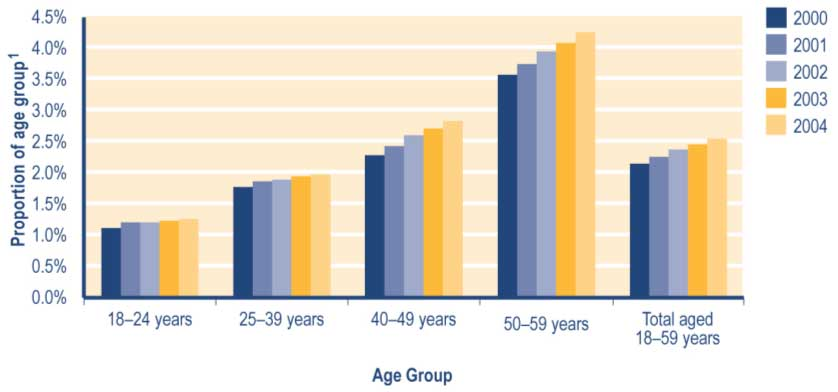 4.5%
4.0%
3.5%
3.0%
2.5%
2.0%
1.5%
1.0%
0.5%
0.0%
Proportion of age group1
18–24 years
25–39 years
40–49 years
50–59 years
Total aged
18–59 years
Age Group
2000
2001
2002
2003
2004